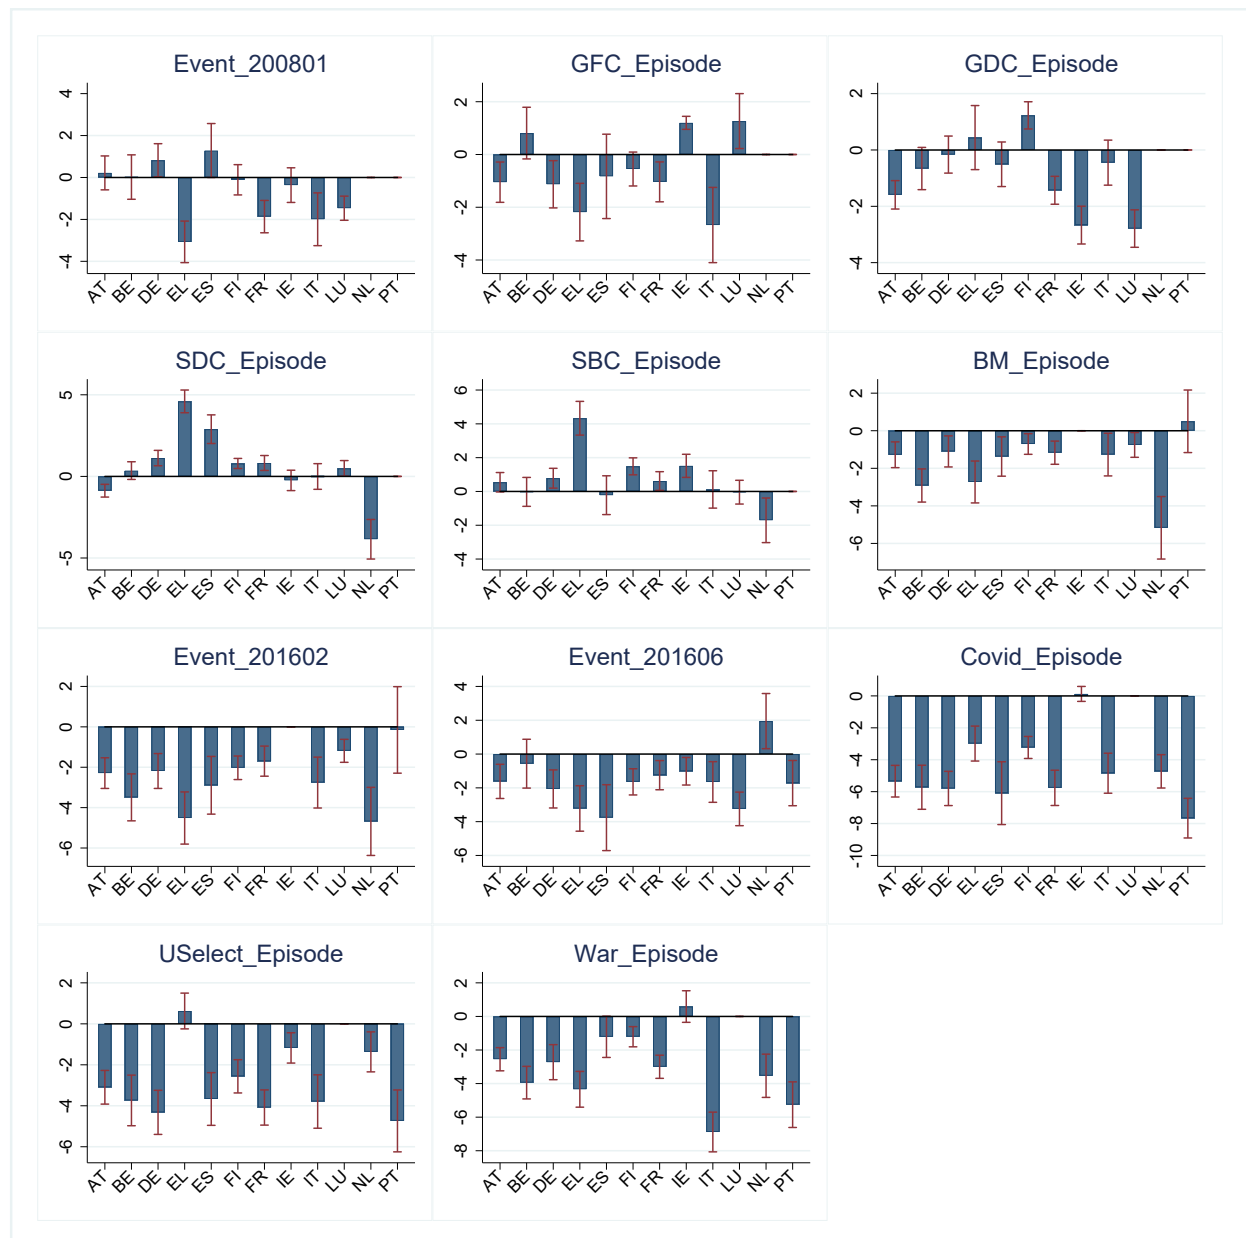 Event_200801
4
2
0
-2
-4
AT BE DE EL ES FI FR IE IT LU NL PT
GFC_Episode
2
0
-2
-4
AT BE DE EL ES FI FR IE IT LU NL PT
GDC_Episode
2
0
-2
-4
AT BE DE EL ES FI FR IE IT LU NL PT
SDC_Episode
5
0
-5
AT BE DE EL ES FI FR IE IT LU NL PT
SBC_Episode
6
4
2
0
-2
-4
AT BE DE EL ES FI FR IE IT LU NL PT
BM_Episode
2
0
-2
-4
-6
AT BE DE EL ES FI FR IE IT LU NL PT
Event_201602
2
0
-2
-4
-6
AT BE DE EL ES FI FR IE IT LU NL PT
Event_201606
4
2
0
-2
-4
-6
AT BE DE EL ES FI FR IE IT LU NL PT
Covid_Episode
0
-2
-4
-6
-8
-10
AT BE DE EL ES FI FR IE IT LU NL PT
USelect_Episode
2
0
-2
-4
-6
AT BE DE EL ES FI FR IE IT LU NL PT
War_Episode
2
0
-2
-4
-6
-8
AT BE DE EL ES FI FR IE IT LU NL PT